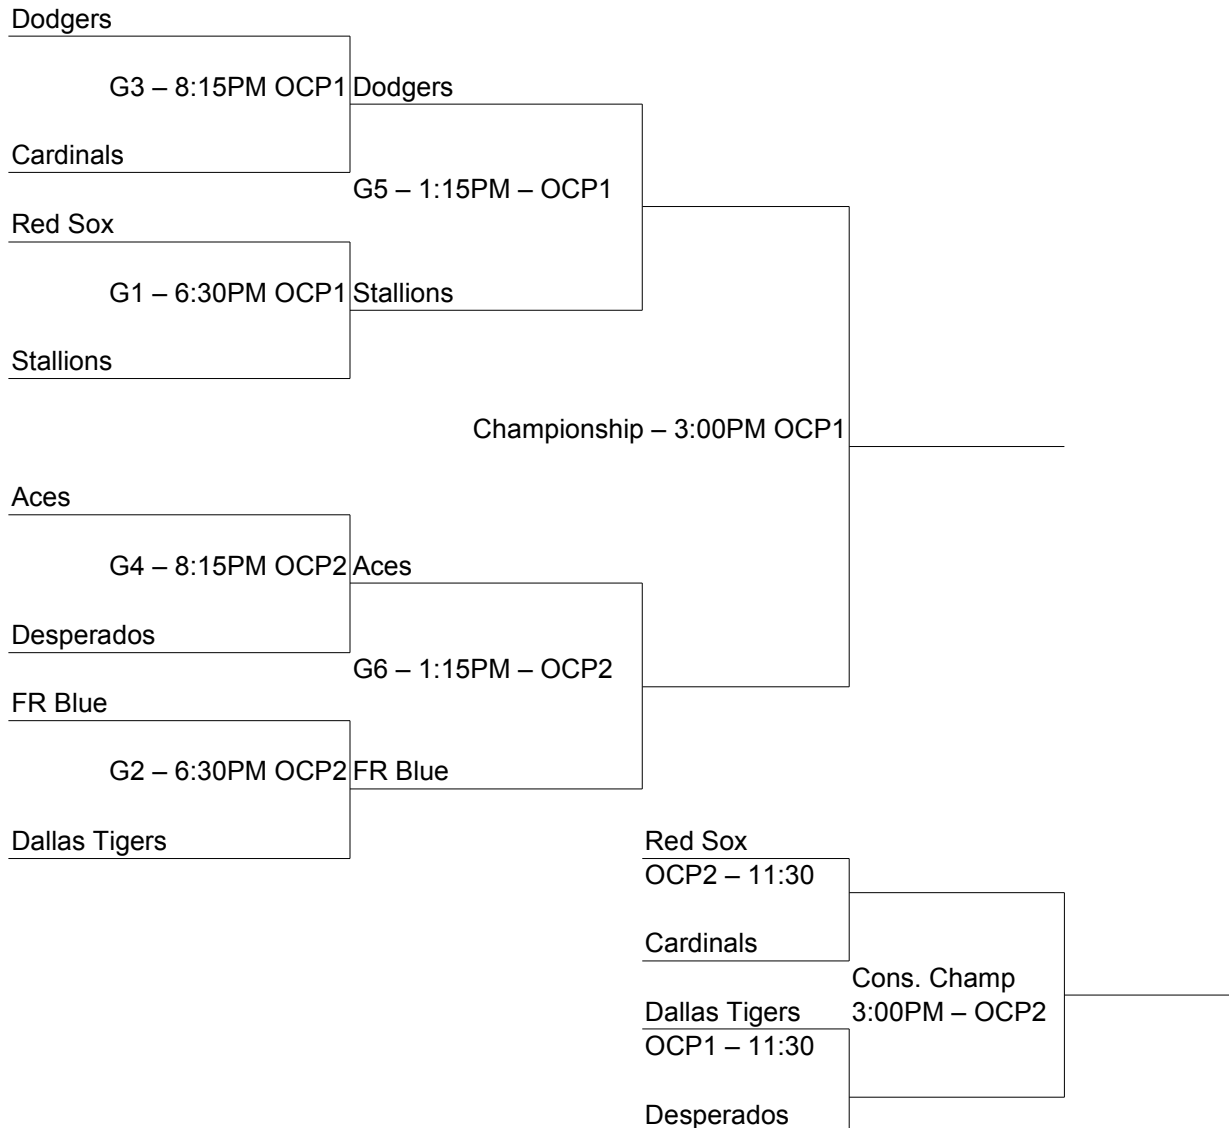 Dodgers
G3 – 8:15PM OCP1
Dodgers
Cardinals
G5 – 1:15PM – OCP1
Red Sox
G1 – 6:30PM OCP1
Stallions
Stallions
Championship – 3:00PM OCP1
Aces
G4 – 8:15PM OCP2
Aces
Desperados
G6 – 1:15PM – OCP2
FR Blue
G2 – 6:30PM OCP2
FR Blue
Dallas Tigers
Red Sox
OCP2 – 11:30
Cardinals
Cons. Champ
3:00PM – OCP2
Dallas Tigers
OCP1 – 11:30
Desperados